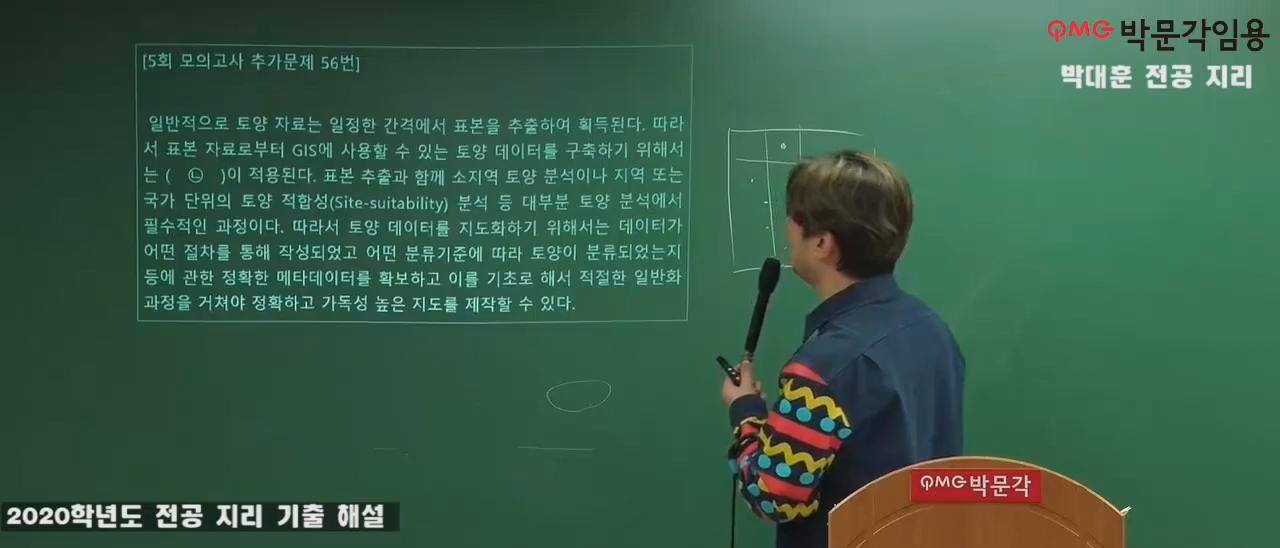 PMG 박문각임용
박대훈 전공 지리
[5회 모의고사 추가문제 56번]
일반적으로 토양 자료는 일정한 간격에서 표본을 추출하여 획득된다. 따라
서 표본 자료로부터 GIS에 사용할 수 있는 토양 데이터를 구축하기 위해서
는 ( ㉡ )이 적용된다. 표본 추출과 함께 소지역 토양 분석이나 지역 또는
국가 단위의 토양 적합성(Site-suitability) 분석 등 대부분 토양 분석에서
필수적인 과정이다. 따라서 토양 데이터를 지도화하기 위해서는 데이터가
어떤 절차를 통해 작성되었고 어떤 분류기준에 따라 토양이 분류되었는지
등에 관한 정확한 메타데이터를 확보하고 이를 기초로 해서 적절한 일반화
과정을 거쳐야 정확하고 가독성 높은 지도를 제작할 수 있다.
PMG 박문각
2020학년도 전공 지리 기출 해설